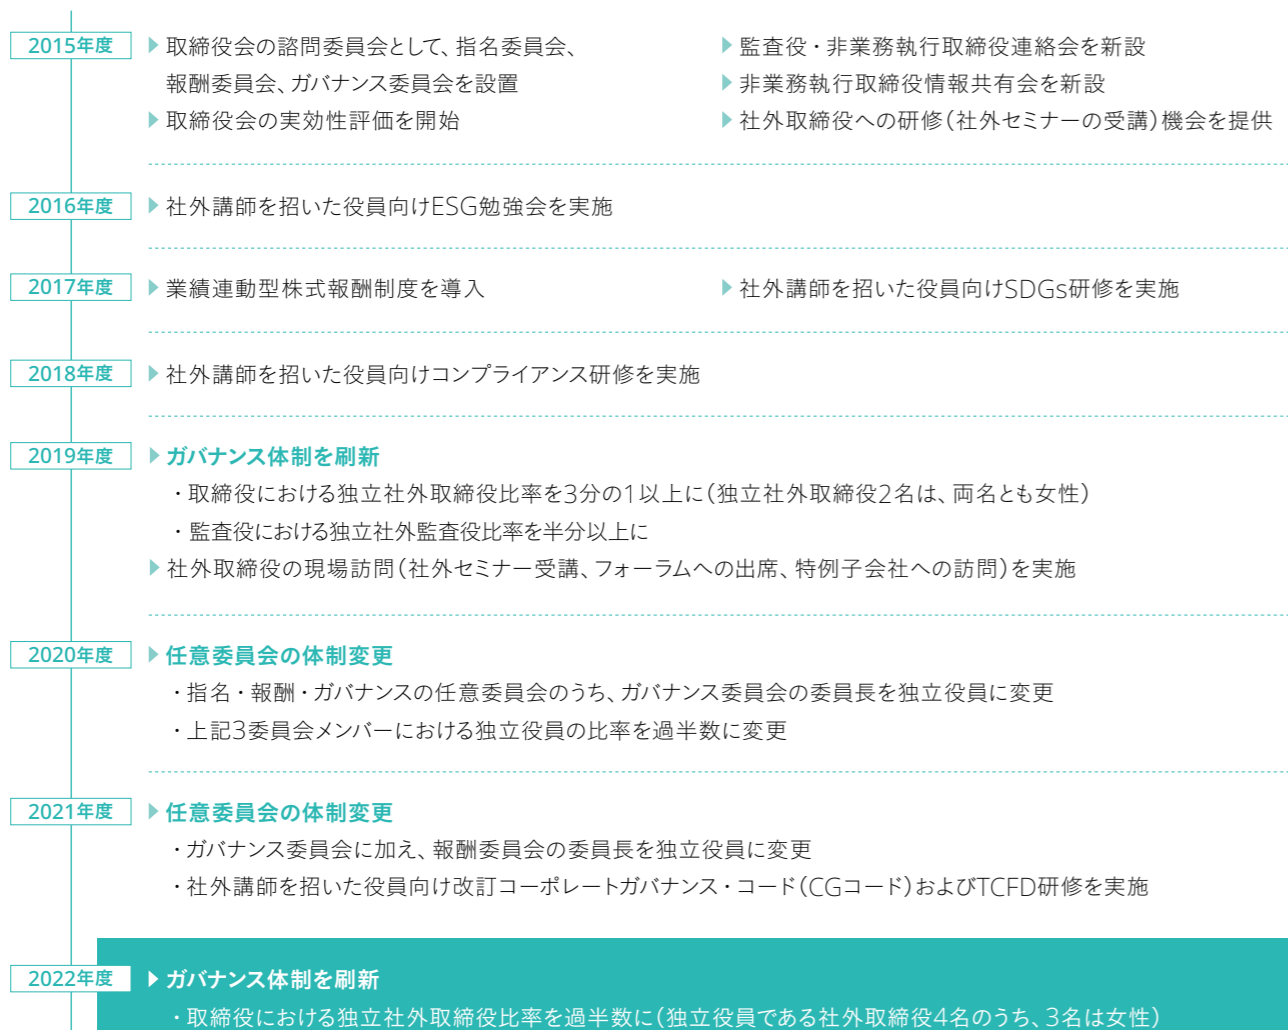 2015年度
▶取締役会の諮問委員会として、指名委員会、
報酬委員会、ガバナンス委員会を設置
▶取締役会の実効性評価を開始
▶監査役・非業務執行取締役連絡会を新設
▶非業務執行取締役情報共有会を新設
▶社外取締役への研修（社外セミナーの受講）機会を提供
2016年度
▶社外講師を招いた役員向けESG勉強会を実施
2017年度
▶業績連動型株式報酬制度を導入
▶社外講師を招いた役員向けSDGs研修を実施
2018年度
▶社外講師を招いた役員向けコンプライアンス研修を実施
2019年度
▶ガバナンス体制を刷新
・取締役における独立社外取締役比率を3分の1以上に（独立社外取締役2名は、両名とも女性）
・監査役における独立社外監査役比率を半分以上に
▶社外取締役の現場訪問（社外セミナー受講、フォーラムへの出席、特例子会社への訪問）を実施
2020年度
▶任意委員会の体制変更
・指名・報酬・ガバナンスの任意委員会のうち、ガバナンス委員会の委員長を独立役員に変更
・上記3委員会メンバーにおける独立役員の比率を過半数に変更
2021年度
▶任意委員会の体制変更
・ガバナンス委員会に加え、報酬委員会の委員長を独立役員に変更
・社外講師を招いた役員向け改訂コーポレートガバナンス・コード（CGコード）およびTCFD研修を実施
2022年度
▶ガバナンス体制を刷新
・取締役における独立社外取締役比率を過半数に（独立役員である社外取締役4名のうち、3名は女性）